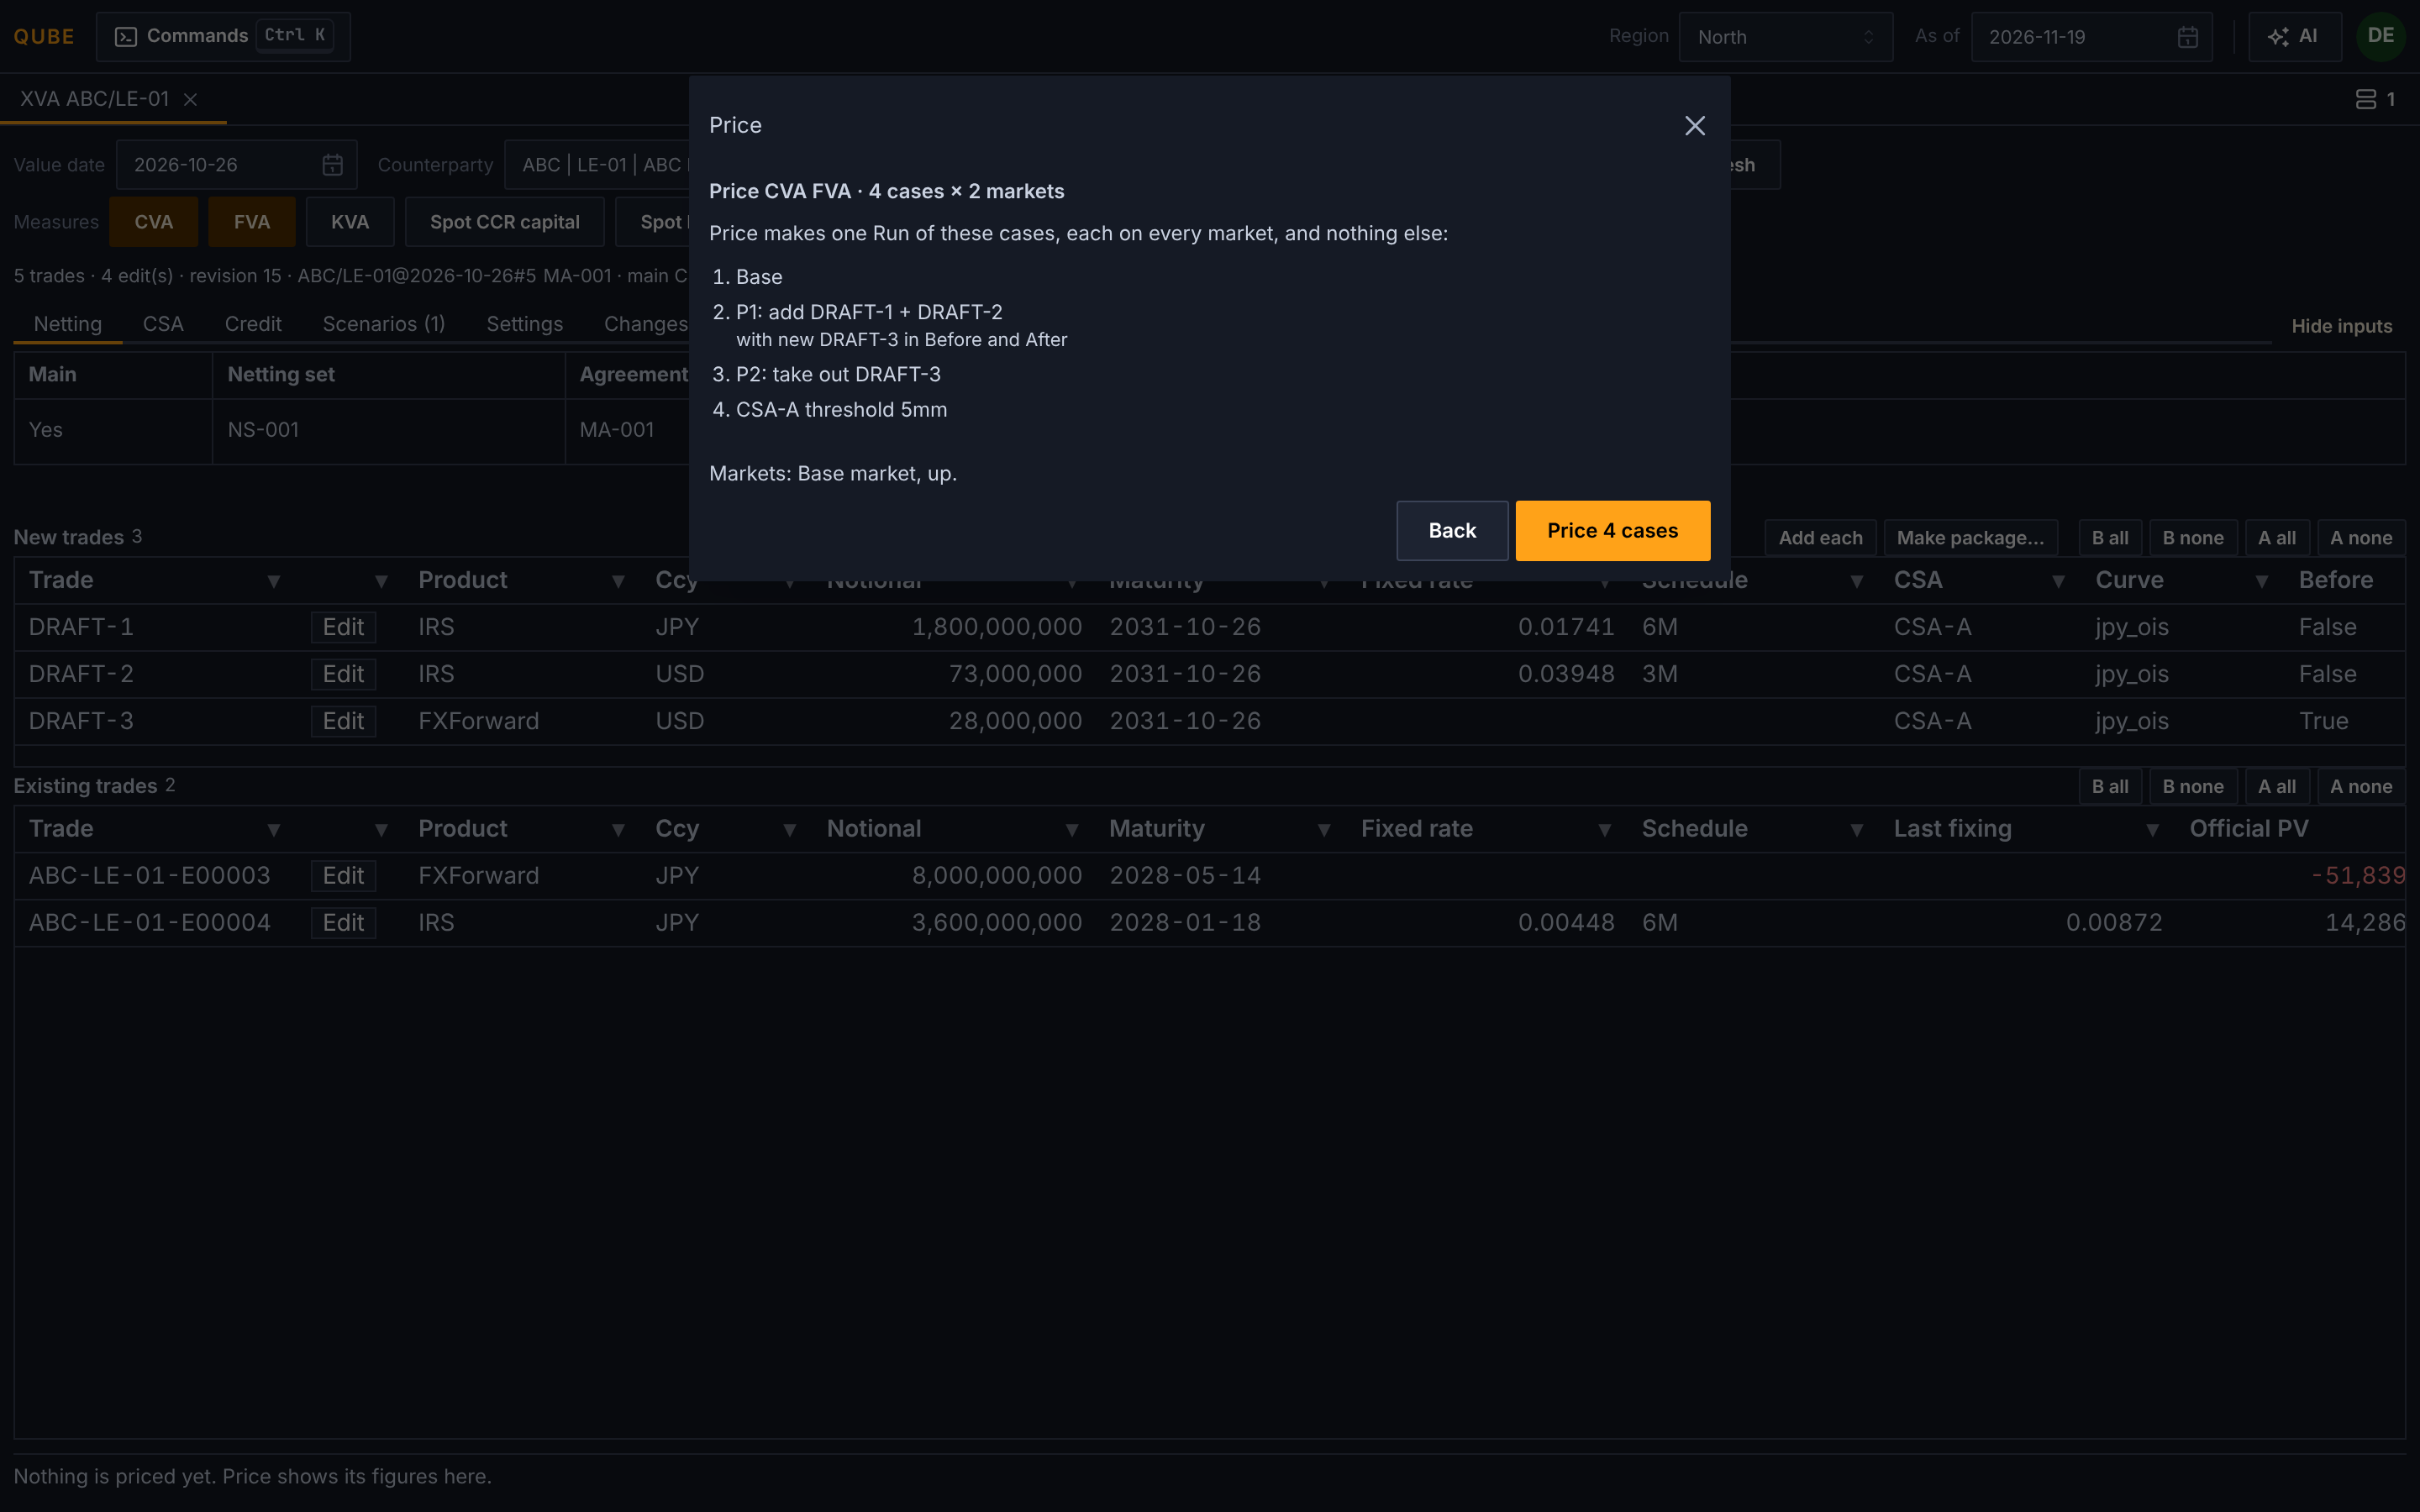 QUBE Commands Ctrl K Region North As of 2026-11-19 AI DE
XVA ABC/LE-01 1
Value date 2026-10-26 Counterparty ABC | LE-01 | ABC
Measures CVA FVA KVA Spot CCR capital Spot
5 trades · 4 edit(s) · revision 15 · ABC/LE-01@2026-10-26#5 MA-001 · main
Netting CSA Credit Scenarios (1) Settings Changes Hide inputs
Main Netting set Agreement
Yes NS-001 MA-001
Price
Price CVA FVA · 4 cases × 2 markets
Price makes one Run of these cases, each on every market, and nothing else:
1. Base
2. P1: add DRAFT-1 + DRAFT-2
with new DRAFT-3 in Before and After
3. P2: take out DRAFT-3
4. CSA-A threshold 5mm
Markets: Base market, up.
Back Price 4 cases
New trades 3 Add each Make package... B all B none A all A none
Trade Product Ccy Notional Maturity Fixed rate Schedule CSA Curve Before
DRAFT-1 Edit IRS JPY 1,800,000,000 2031-10-26 0.01741 6M CSA-A jpy_ois False
DRAFT-2 Edit IRS USD 73,000,000 2031-10-26 0.03948 3M CSA-A jpy_ois False
DRAFT-3 Edit FXForward USD 28,000,000 2031-10-26 CSA-A jpy_ois True
Existing trades 2 B all B none A all A none
Trade Product Ccy Notional Maturity Fixed rate Schedule Last fixing Official PV
ABC-LE-01-E00003 Edit FXForward JPY 8,000,000,000 2028-05-14 -51,839
ABC-LE-01-E00004 Edit IRS JPY 3,600,000,000 2028-01-18 0.00448 6M 0.00872 14,286
Nothing is priced yet. Price shows its figures here.